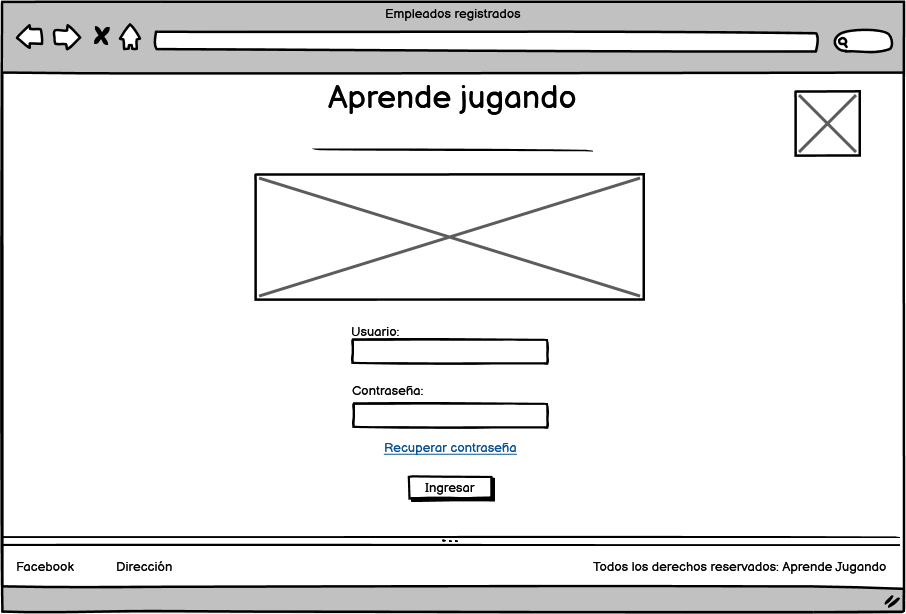 Empleados registrados
Aprende jugando
Usuario:
Contraseña:
Recuperar contraseña
Ingresar
Facebook
Dirección
Todos los derechos reservados: Aprende Jugando